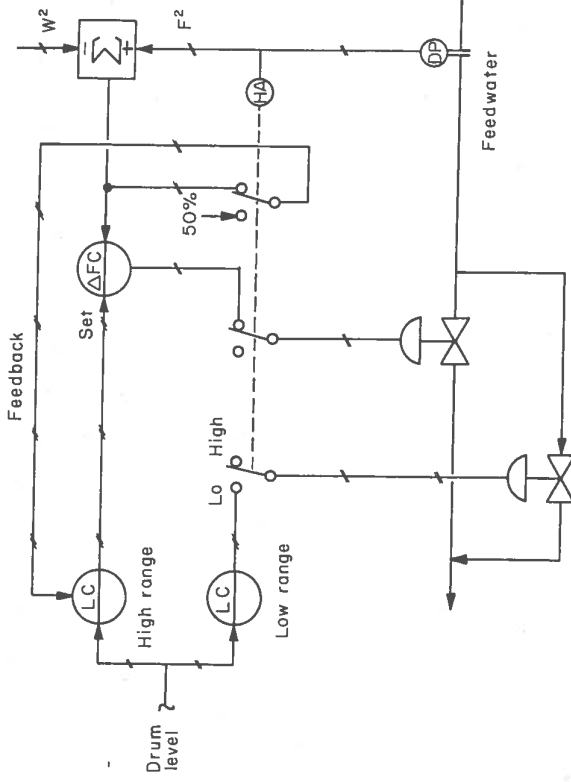 W²
Σ
−
+
F²
Feedback
ΔFC
Set
50%
HA
DP
Feedwater
LC
High range
High
Lo
LC
Low range
Drum
level